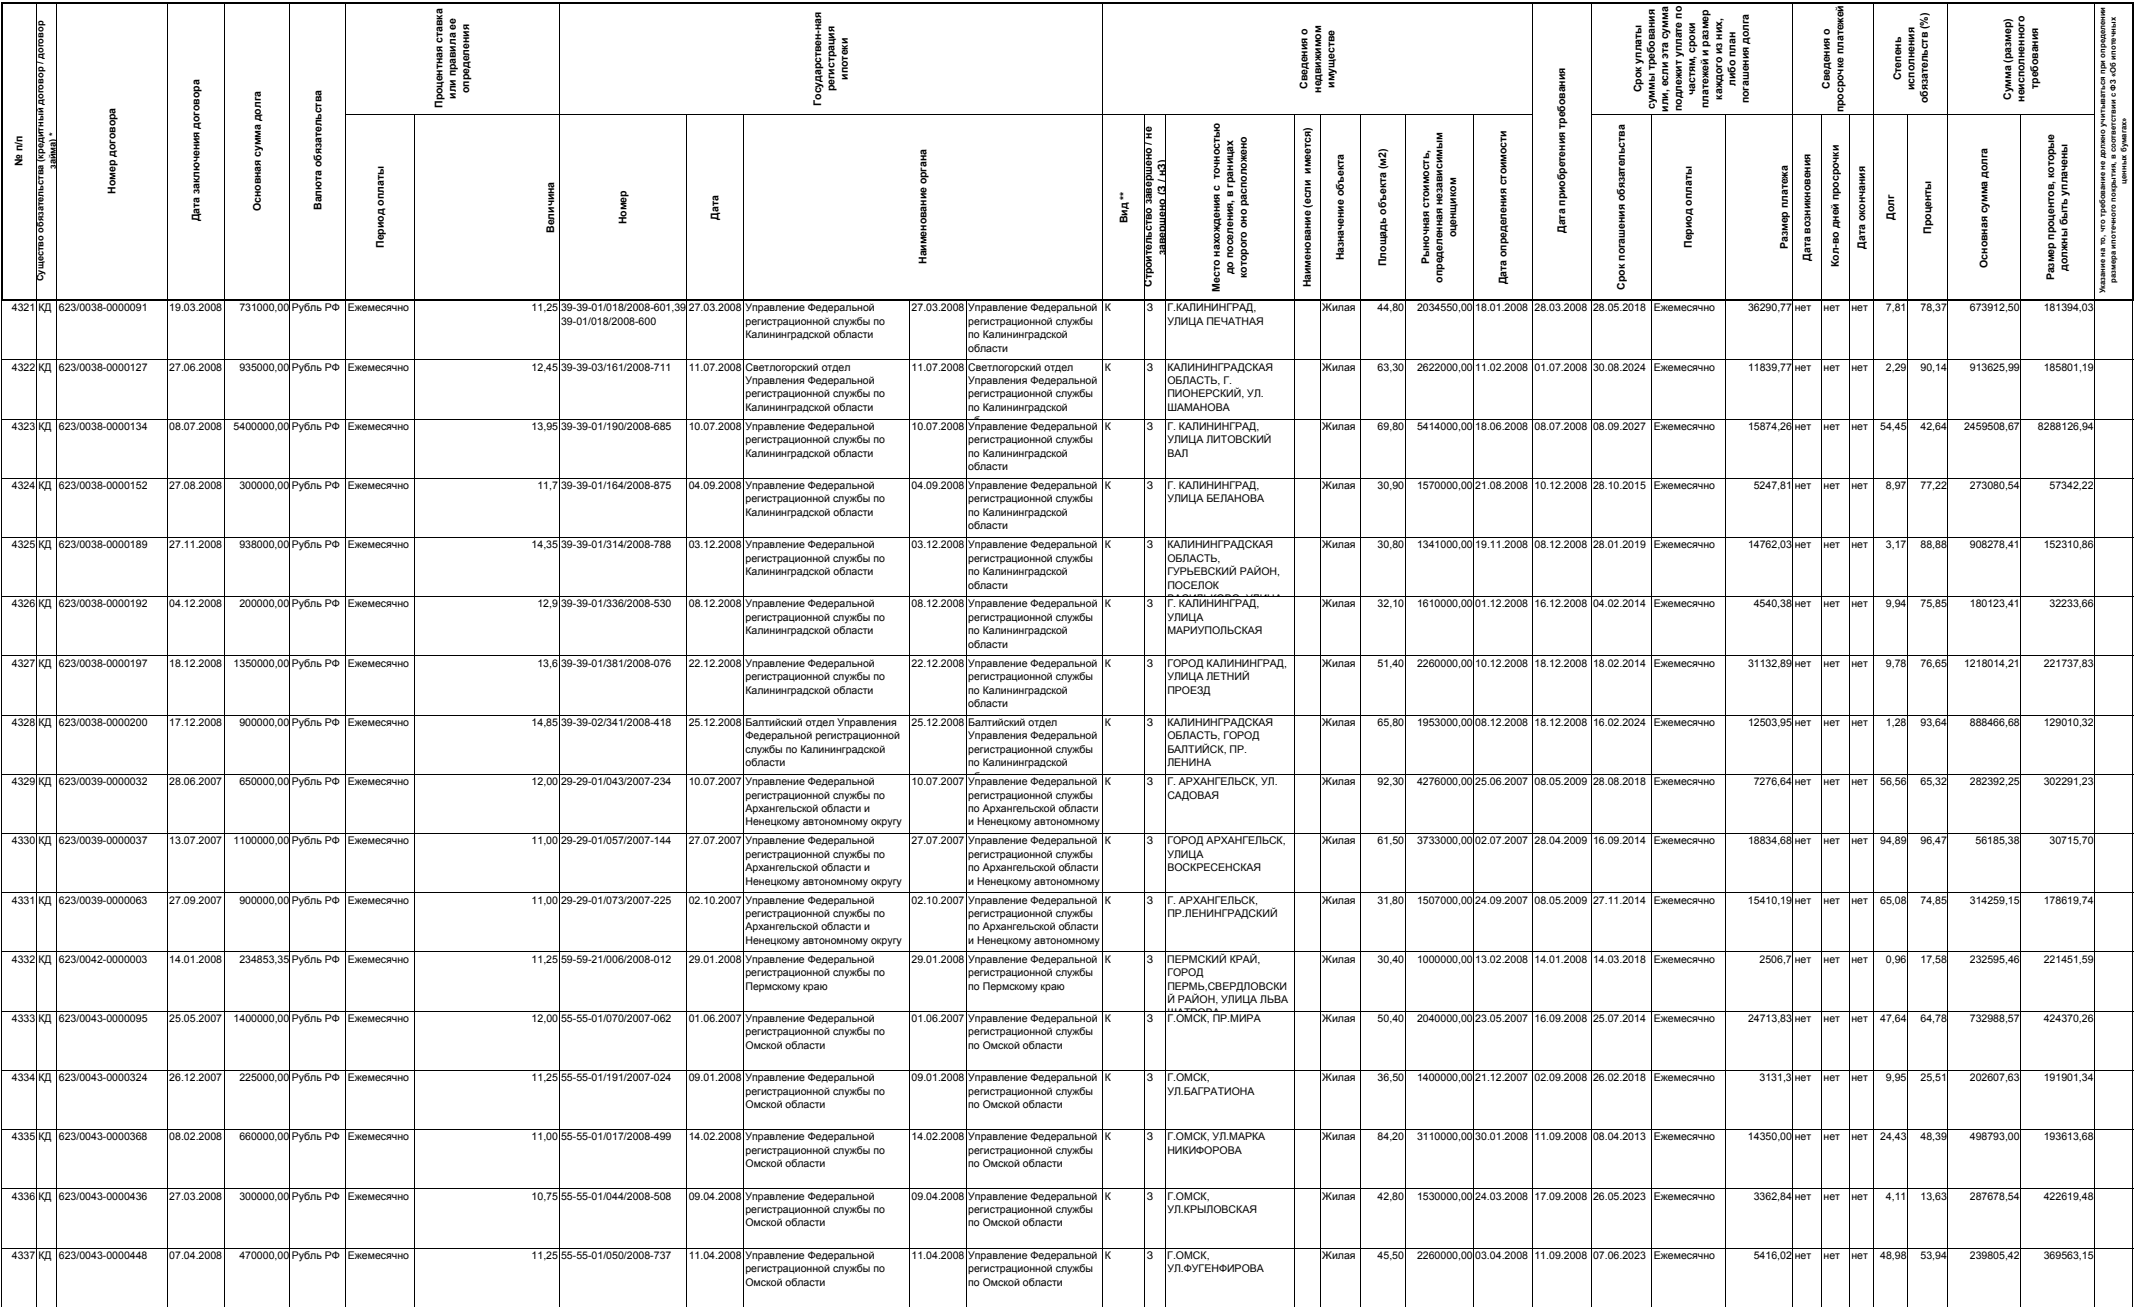 № п/п
Существо обязательства (кредитный договор / договор займа) *
Номер договора
Дата заключения договора
Основная сумма долга
Валюта обязательства
Процентная ставка или правила ее определения
Период оплаты
Величина
Государствен-ная регистрация ипотеки
Номер
Дата
Наименование органа
Сведения о недвижимом имуществе
Вид **
Строительство завершено / не завершено (З / нЗ)
Место нахождения с точностью до поселения, в границах которого оно расположено
Наименование (если имеется)
Назначение объекта
Площадь объекта (м2)
Рыночная стоимость, определенная независимым оценщиком
Дата определения стоимости
Дата приобретения требования
Срок уплаты суммы требования или, если эта сумма подлежит уплате по частям, сроки платежей и размер каждого из них, либо план погашения долга
Срок погашения обязательства
Период оплаты
Размер платежа
Сведения о просрочке платежей
Дата возникновения
Кол-во дней просрочки
Дата окончания
Степень исполнения обязательств (%)
Долг
Проценты
Сумма (размер) неисполненного требования
Основная сумма долга
Размер процентов, которые должны быть уплачены
Указание на то, что требование не должно учитываться при определении размера ипотечного покрытия, в соответствии с ФЗ «Об ипотечных ценных бумагах»
4321 КД 623/0038-0000091 19.03.2008 731000,00 Рубль РФ Ежемесячно 11,25 39-39-01/018/2008-601,39 39-01/018/2008-600 27.03.2008 Управление Федеральной регистрационной службы по Калининградской области 27.03.2008 Управление Федеральной регистрационной службы по Калининградской области К З Г.КАЛИНИНГРАД, УЛИЦА ПЕЧАТНАЯ Жилая 44,80 2034550,00 18.01.2008 28.03.2008 28.05.2018 Ежемесячно 36290,77 нет нет нет 7,81 78,37 673912,50 181394,03
4322 КД 623/0038-0000127 27.06.2008 935000,00 Рубль РФ Ежемесячно 12,45 39-39-03/161/2008-711 11.07.2008 Светлогорский отдел Управления Федеральной регистрационной службы по Калининградской области 11.07.2008 Светлогорский отдел Управления Федеральной регистрационной службы по Калининградской К З КАЛИНИНГРАДСКАЯ ОБЛАСТЬ, Г. ПИОНЕРСКИЙ, УЛ. ШАМАНОВА Жилая 63,30 2622000,00 11.02.2008 01.07.2008 30.08.2024 Ежемесячно 11839,77 нет нет нет 2,29 90,14 913625,99 185801,19
4323 КД 623/0038-0000134 08.07.2008 5400000,00 Рубль РФ Ежемесячно 13,95 39-39-01/190/2008-685 10.07.2008 Управление Федеральной регистрационной службы по Калининградской области 10.07.2008 Управление Федеральной регистрационной службы по Калининградской области К З Г. КАЛИНИНГРАД, УЛИЦА ЛИТОВСКИЙ ВАЛ Жилая 69,80 5414000,00 18.06.2008 08.07.2008 08.09.2027 Ежемесячно 15874,26 нет нет нет 54,45 42,64 2459508,67 8288126,94
4324 КД 623/0038-0000152 27.08.2008 300000,00 Рубль РФ Ежемесячно 11,7 39-39-01/164/2008-875 04.09.2008 Управление Федеральной регистрационной службы по Калининградской области 04.09.2008 Управление Федеральной регистрационной службы по Калининградской области К З Г. КАЛИНИНГРАД, УЛИЦА БЕЛАНОВА Жилая 30,90 1570000,00 21.08.2008 10.12.2008 28.10.2015 Ежемесячно 5247,81 нет нет нет 8,97 77,22 273080,54 57342,22
4325 КД 623/0038-0000189 27.11.2008 938000,00 Рубль РФ Ежемесячно 14,35 39-39-01/314/2008-788 03.12.2008 Управление Федеральной регистрационной службы по Калининградской области 03.12.2008 Управление Федеральной регистрационной службы по Калининградской области К З КАЛИНИНГРАДСКАЯ ОБЛАСТЬ, ГУРЬЕВСКИЙ РАЙОН, ПОСЕЛОК Жилая 30,80 1341000,00 19.11.2008 08.12.2008 28.01.2019 Ежемесячно 14762,03 нет нет нет 3,17 88,88 908278,41 152310,86
4326 КД 623/0038-0000192 04.12.2008 200000,00 Рубль РФ Ежемесячно 12,9 39-39-01/336/2008-530 08.12.2008 Управление Федеральной регистрационной службы по Калининградской области 08.12.2008 Управление Федеральной регистрационной службы по Калининградской области К З Г. КАЛИНИНГРАД, УЛИЦА МАРИУПОЛЬСКАЯ Жилая 32,10 1610000,00 01.12.2008 16.12.2008 04.02.2014 Ежемесячно 4540,38 нет нет нет 9,94 75,85 180123,41 32233,66
4327 КД 623/0038-0000197 18.12.2008 1350000,00 Рубль РФ Ежемесячно 13,6 39-39-01/381/2008-076 22.12.2008 Управление Федеральной регистрационной службы по Калининградской области 22.12.2008 Управление Федеральной регистрационной службы по Калининградской области К З ГОРОД КАЛИНИНГРАД, УЛИЦА ЛЕТНИЙ ПРОЕЗД Жилая 51,40 2260000,00 10.12.2008 18.12.2008 18.02.2014 Ежемесячно 31132,89 нет нет нет 9,78 76,65 1218014,21 221737,83
4328 КД 623/0038-0000200 17.12.2008 900000,00 Рубль РФ Ежемесячно 14,85 39-39-02/341/2008-418 25.12.2008 Балтийский отдел Управления Федеральной регистрационной службы по Калининградской области 25.12.2008 Балтийский отдел Управления Федеральной регистрационной службы по Калининградской К З КАЛИНИНГРАДСКАЯ ОБЛАСТЬ, ГОРОД БАЛТИЙСК, ПР. ЛЕНИНА Жилая 65,80 1953000,00 08.12.2008 18.12.2008 16.02.2024 Ежемесячно 12503,95 нет нет нет 1,28 93,64 888466,68 129010,32
4329 КД 623/0039-0000032 28.06.2007 650000,00 Рубль РФ Ежемесячно 12,00 29-29-01/043/2007-234 10.07.2007 Управление Федеральной регистрационной службы по Архангельской области и Ненецкому автономному округу 10.07.2007 Управление Федеральной регистрационной службы по Архангельской области и Ненецкому автономному К З Г. АРХАНГЕЛЬСК, УЛ. САДОВАЯ Жилая 92,30 4276000,00 25.06.2007 08.05.2009 28.08.2018 Ежемесячно 7276,64 нет нет нет 56,56 65,32 282392,25 302291,23
4330 КД 623/0039-0000037 13.07.2007 1100000,00 Рубль РФ Ежемесячно 11,00 29-29-01/057/2007-144 27.07.2007 Управление Федеральной регистрационной службы по Архангельской области и Ненецкому автономному округу 27.07.2007 Управление Федеральной регистрационной службы по Архангельской области и Ненецкому автономному К З ГОРОД АРХАНГЕЛЬСК, УЛИЦА ВОСКРЕСЕНСКАЯ Жилая 61,50 3733000,00 02.07.2007 28.04.2009 16.09.2014 Ежемесячно 18834,68 нет нет нет 94,89 96,47 56185,38 30715,70
4331 КД 623/0039-0000063 27.09.2007 900000,00 Рубль РФ Ежемесячно 11,00 29-29-01/073/2007-225 02.10.2007 Управление Федеральной регистрационной службы по Архангельской области и Ненецкому автономному округу 02.10.2007 Управление Федеральной регистрационной службы по Архангельской области и Ненецкому автономному К З Г. АРХАНГЕЛЬСК, ПР.ЛЕНИНГРАДСКИЙ Жилая 31,80 1507000,00 24.09.2007 08.05.2009 27.11.2014 Ежемесячно 15410,19 нет нет нет 65,08 74,85 314259,15 178619,74
4332 КД 623/0042-0000003 14.01.2008 234853,35 Рубль РФ Ежемесячно 11,25 59-59-21/006/2008-012 29.01.2008 Управление Федеральной регистрационной службы по Пермскому краю 29.01.2008 Управление Федеральной регистрационной службы по Пермскому краю К З ПЕРМСКИЙ КРАЙ, ГОРОД ПЕРМЬ,СВЕРДЛОВСКИ Й РАЙОН, УЛИЦА ЛЬВА Жилая 30,40 1000000,00 13.02.2008 14.01.2008 14.03.2018 Ежемесячно 2506,7 нет нет нет 0,96 17,58 232595,46 221451,59
4333 КД 623/0043-0000095 25.05.2007 1400000,00 Рубль РФ Ежемесячно 12,00 55-55-01/070/2007-062 01.06.2007 Управление Федеральной регистрационной службы по Омской области 01.06.2007 Управление Федеральной регистрационной службы по Омской области К З Г.ОМСК, ПР.МИРА Жилая 50,40 2040000,00 23.05.2007 16.09.2008 25.07.2014 Ежемесячно 24713,83 нет нет нет 47,64 64,78 732988,57 424370,26
4334 КД 623/0043-0000324 26.12.2007 225000,00 Рубль РФ Ежемесячно 11,25 55-55-01/191/2007-024 09.01.2008 Управление Федеральной регистрационной службы по Омской области 09.01.2008 Управление Федеральной регистрационной службы по Омской области К З Г.ОМСК, УЛ.БАГРАТИОНА Жилая 36,50 1400000,00 21.12.2007 02.09.2008 26.02.2018 Ежемесячно 3131,3 нет нет нет 9,95 25,51 202607,63 191901,34
4335 КД 623/0043-0000368 08.02.2008 660000,00 Рубль РФ Ежемесячно 11,00 55-55-01/017/2008-499 14.02.2008 Управление Федеральной регистрационной службы по Омской области 14.02.2008 Управление Федеральной регистрационной службы по Омской области К З Г.ОМСК, УЛ.МАРКА НИКИФОРОВА Жилая 84,20 3110000,00 30.01.2008 11.09.2008 08.04.2013 Ежемесячно 14350,00 нет нет нет 24,43 48,39 498793,00 193613,68
4336 КД 623/0043-0000436 27.03.2008 300000,00 Рубль РФ Ежемесячно 10,75 55-55-01/044/2008-508 09.04.2008 Управление Федеральной регистрационной службы по Омской области 09.04.2008 Управление Федеральной регистрационной службы по Омской области К З Г.ОМСК, УЛ.КРЫЛОВСКАЯ Жилая 42,80 1530000,00 24.03.2008 17.09.2008 26.05.2023 Ежемесячно 3362,84 нет нет нет 4,11 13,63 287678,54 422619,48
4337 КД 623/0043-0000448 07.04.2008 470000,00 Рубль РФ Ежемесячно 11,25 55-55-01/050/2008-737 11.04.2008 Управление Федеральной регистрационной службы по Омской области 11.04.2008 Управление Федеральной регистрационной службы по Омской области К З Г.ОМСК, УЛ.ФУГЕНФИРОВА Жилая 45,50 2260000,00 03.04.2008 11.09.2008 07.06.2023 Ежемесячно 5416,02 нет нет нет 48,98 53,94 239805,42 369563,15